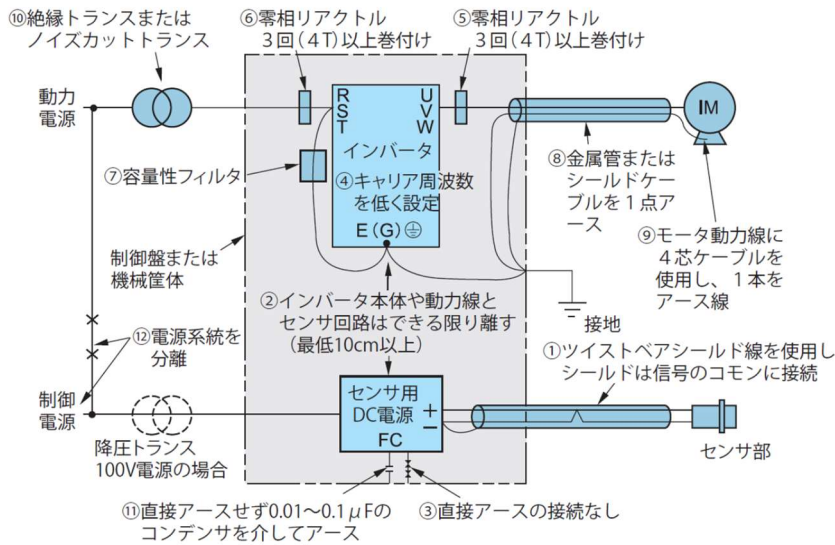 ⑩絶縁トランスまたは
ノイズカットトランス
⑥零相リアクトル
3回(4T)以上巻付け
⑤零相リアクトル
3回(4T)以上巻付け
動力
電源
R
S
T
U
V
W
インバータ
④キャリア周波数
を低く設定
E(G)
IM
⑦容量性フィルタ
⑧金属管または
シールドケー
ブルを1点
アース
⑨モータ動力線に
4芯ケーブルを
使用し、1本を
アース線
制御盤または
機械筐体
②インバータ本体や動力線と
センサ回路はできる限り離す
(最低10cm以上)
接地
⑫電源系統を
分離
①ツイストペアシールド線を使用し
シールドは信号のコモンに接続
制御
電源
センサ用
DC電源
+
−
FC
センサ部
降圧トランス
100V電源の場合
⑪直接アースせず0.01〜0.1μFの
コンデンサを介してアース
③直接アースの接続なし